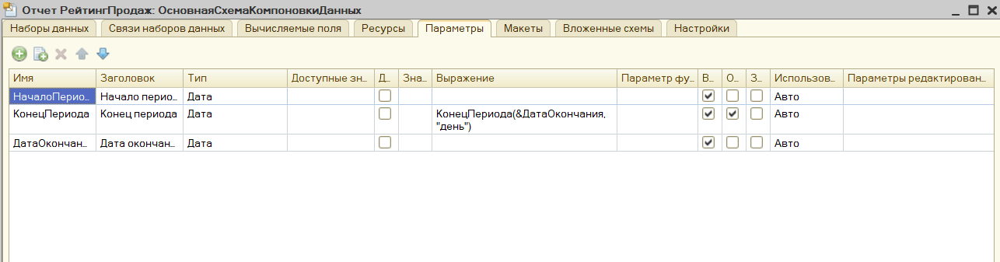 Отчет РейтингПродаж: ОсновнаяСхемаКомпоновкиДанных
Наборы данных Связи наборов данных Вычисляемые поля Ресурсы Параметры Макеты Вложенные схемы Настройки
Имя Заголовок Тип Доступные зн... Д... Зна... Выражение Параметр фу... В... О... З... Использов... Параметры редактирован...
НачалоПерио... Начало перио... Дата Авто
КонецПериода Конец периода Дата КонецПериода(&ДатаОкончания, Авто
"день")
ДатаОкончан... Дата окончан... Дата Авто